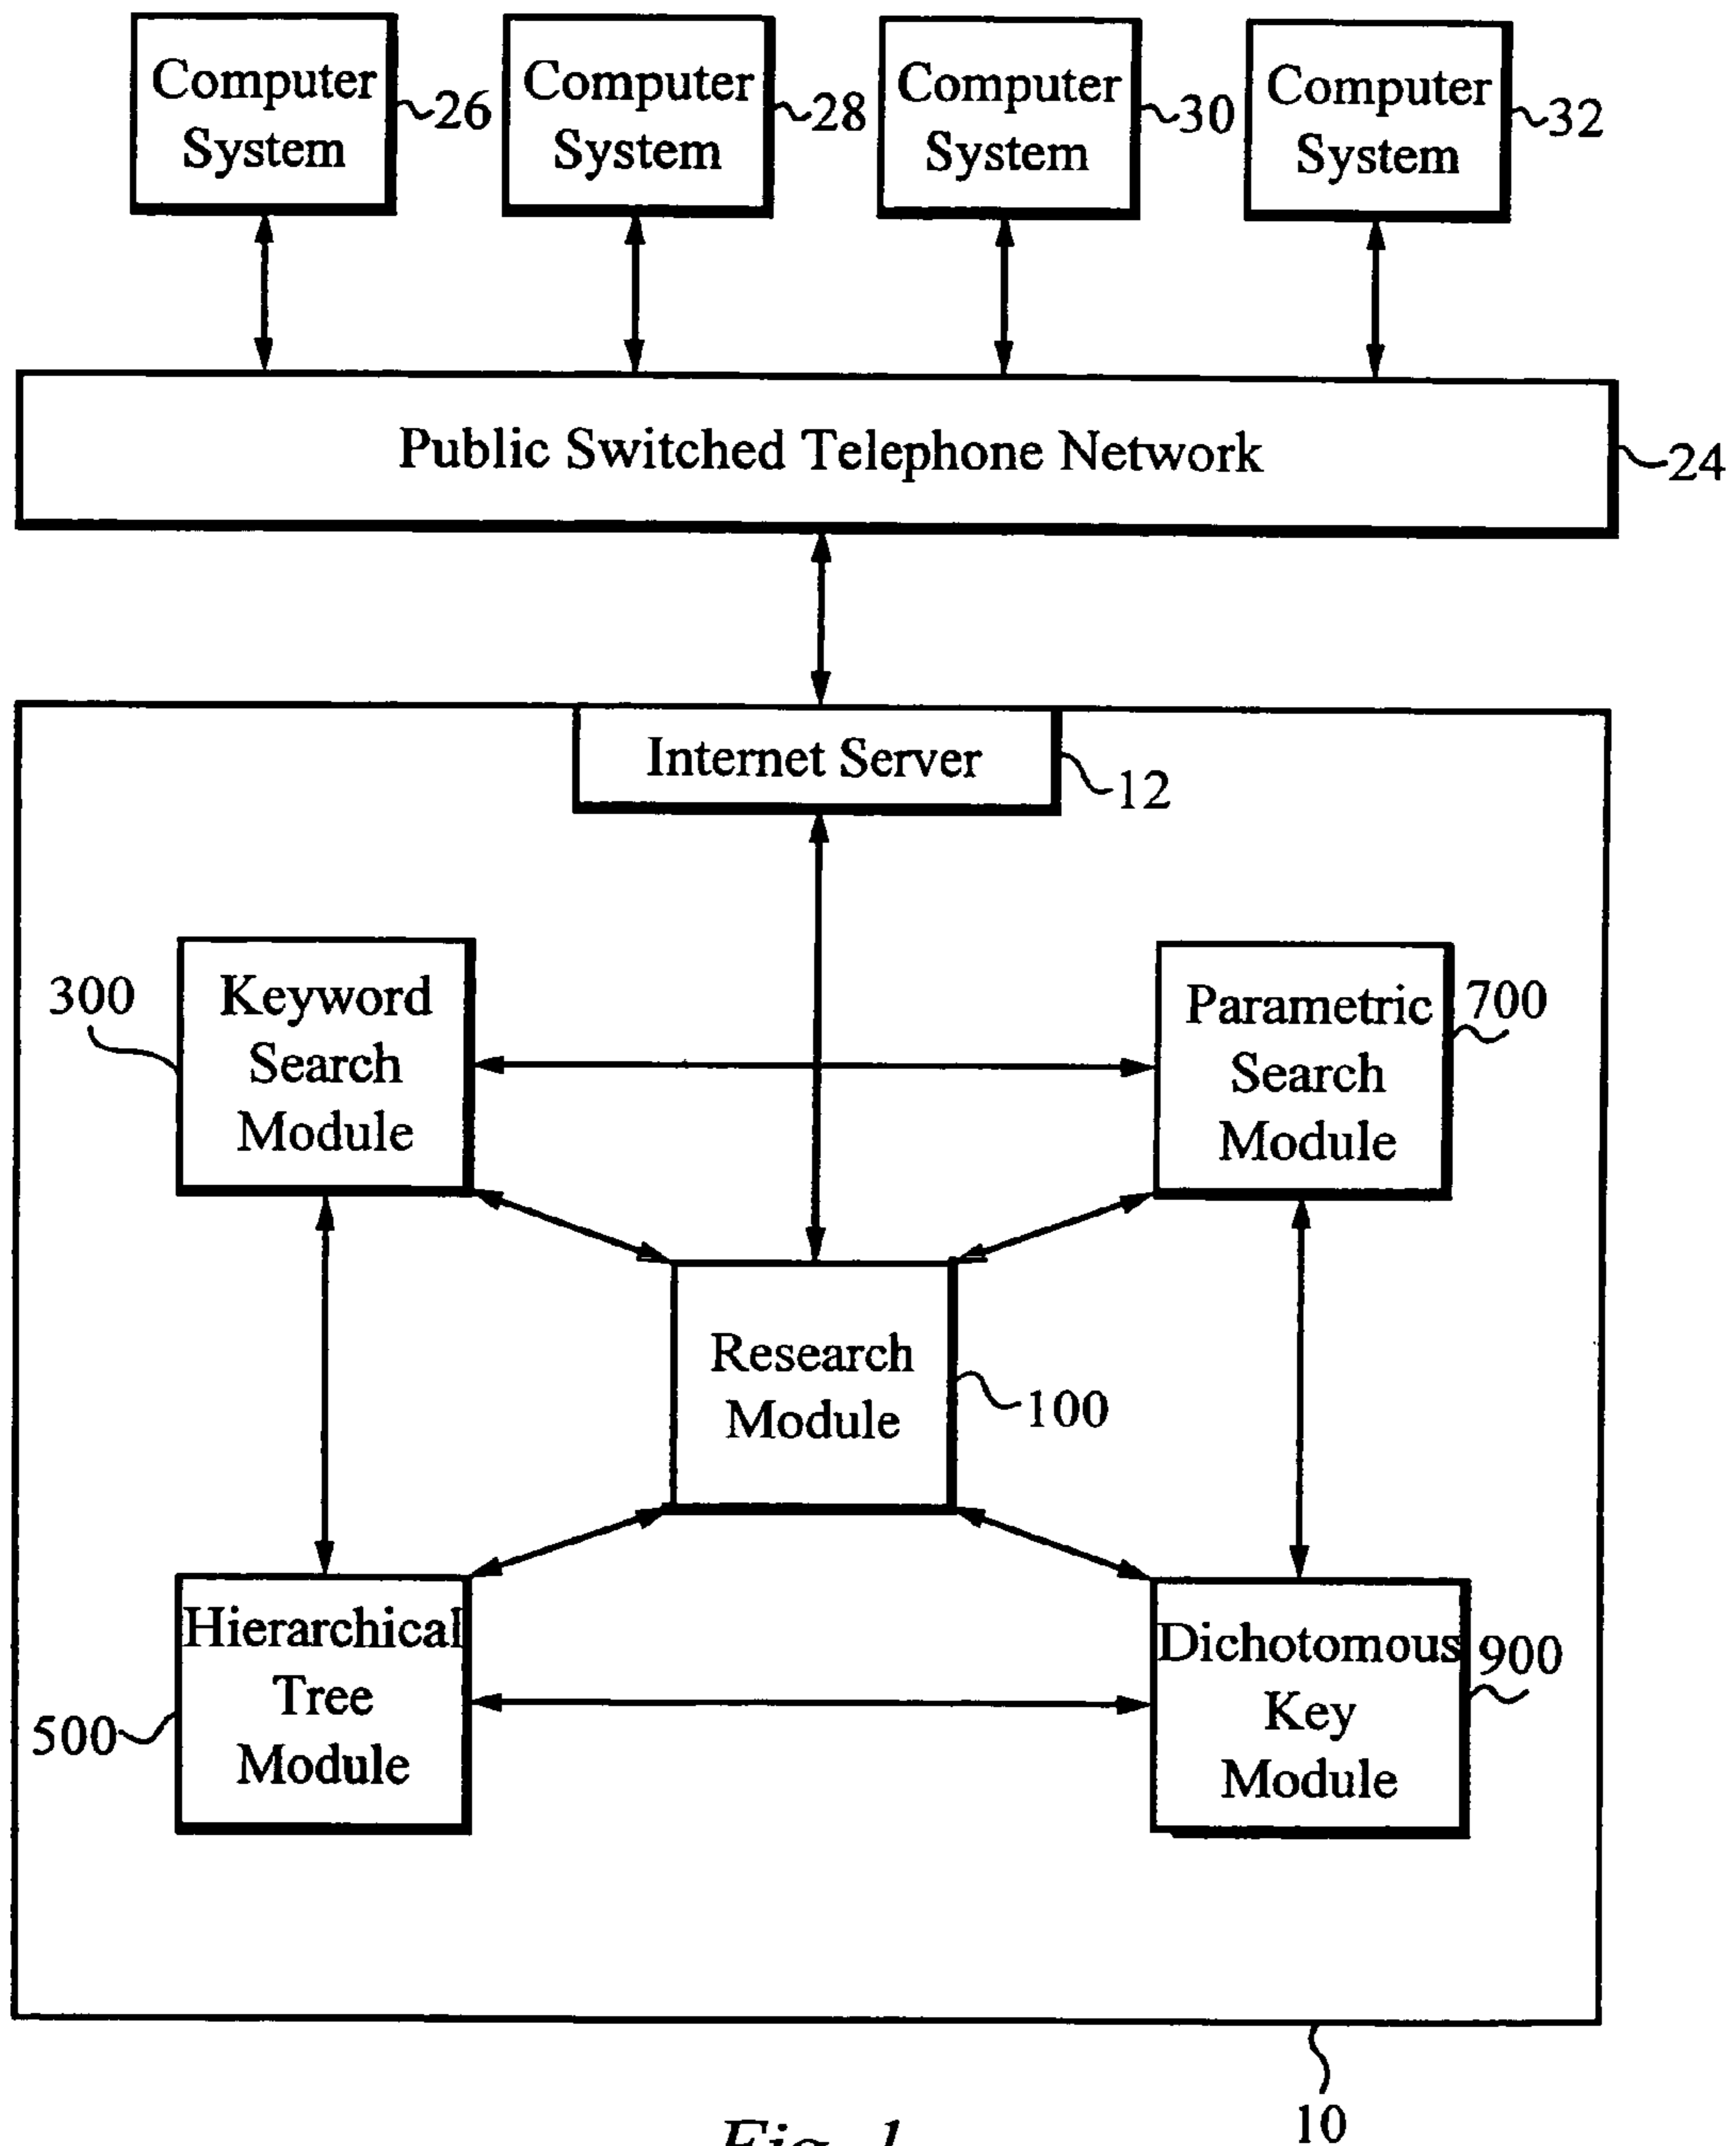 Computer
System
26
Computer
System
28
Computer
System
30
Computer
System
32
Public Switched Telephone Network
24
Internet Server
12
300
Keyword
Search
Module
Parametric
Search
Module
700
Research
Module
100
Hierarchical
Tree
Module
500
Dichotomous
Key
Module
900
10
Fig. 1